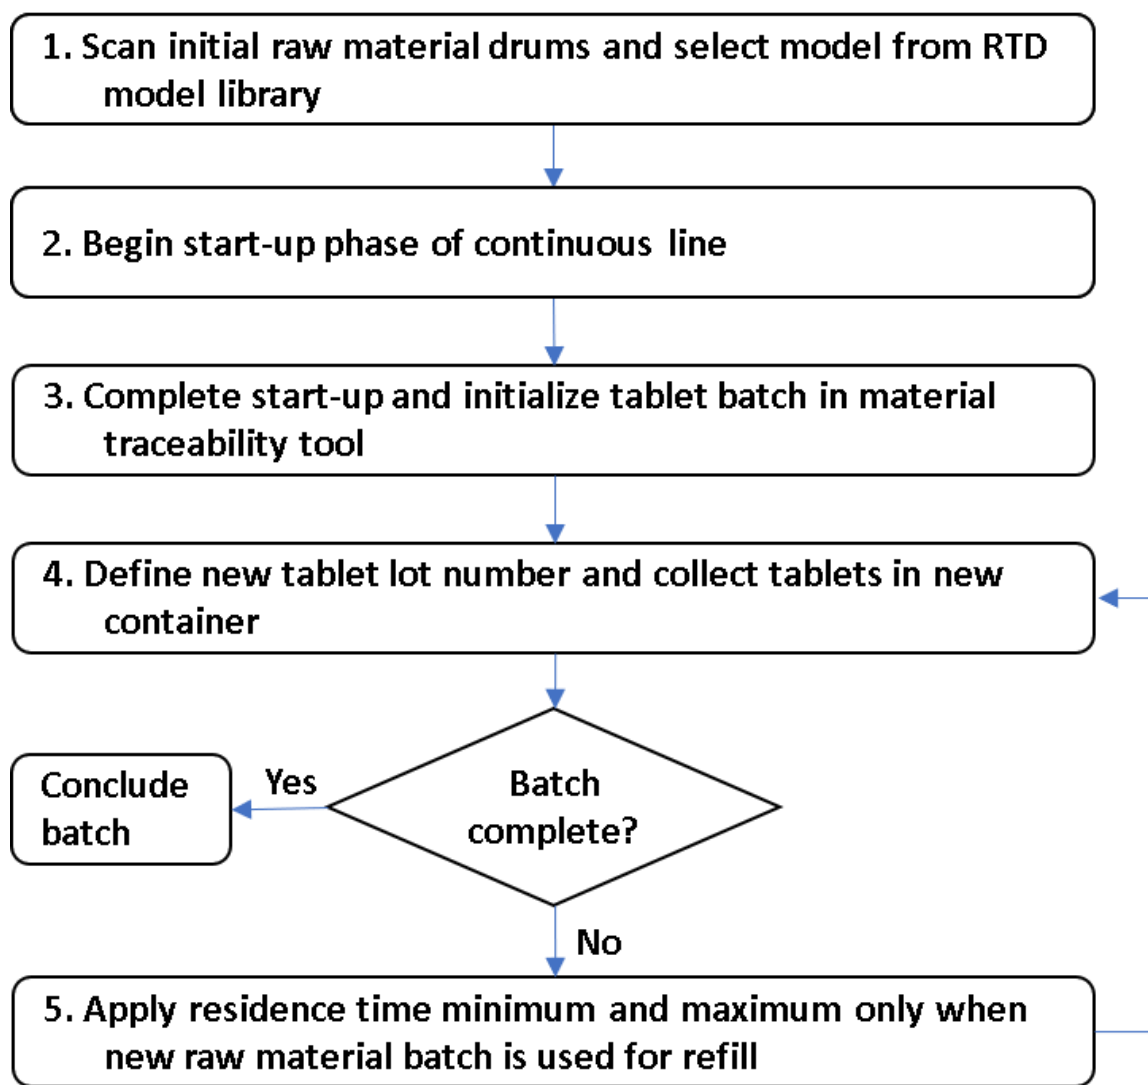 1. Scan initial raw material drums and select model from RTD
model library
2. Begin start-up phase of continuous line
3. Complete start-up and initialize tablet batch in material
traceability tool
4. Define new tablet lot number and collect tablets in new
container
Conclude
batch
Yes
Batch
complete?
No
5. Apply residence time minimum and maximum only when
new raw material batch is used for refill